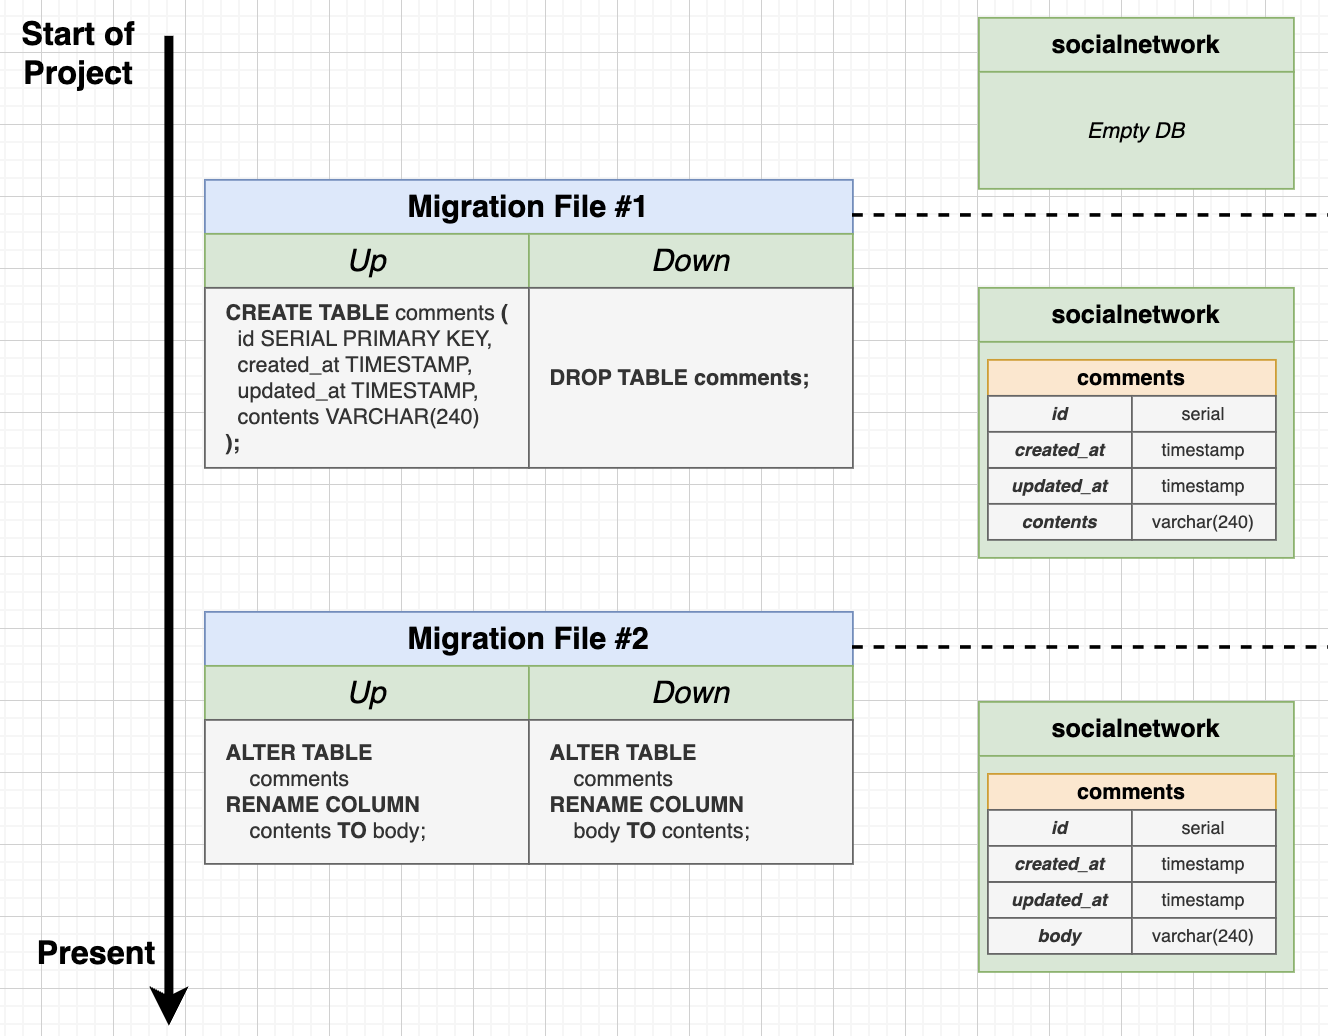 Start of
Project
socialnetwork
Empty DB
Migration File #1
Up
Down
CREATE TABLE comments (
id SERIAL PRIMARY KEY,
created_at TIMESTAMP,
updated_at TIMESTAMP,
contents VARCHAR(240)
);
DROP TABLE comments;
socialnetwork
comments
id serial
created_at timestamp
updated_at timestamp
contents varchar(240)
Migration File #2
Up
Down
ALTER TABLE
comments
RENAME COLUMN
contents TO body;
ALTER TABLE
comments
RENAME COLUMN
body TO contents;
socialnetwork
comments
id serial
created_at timestamp
updated_at timestamp
body varchar(240)
Present